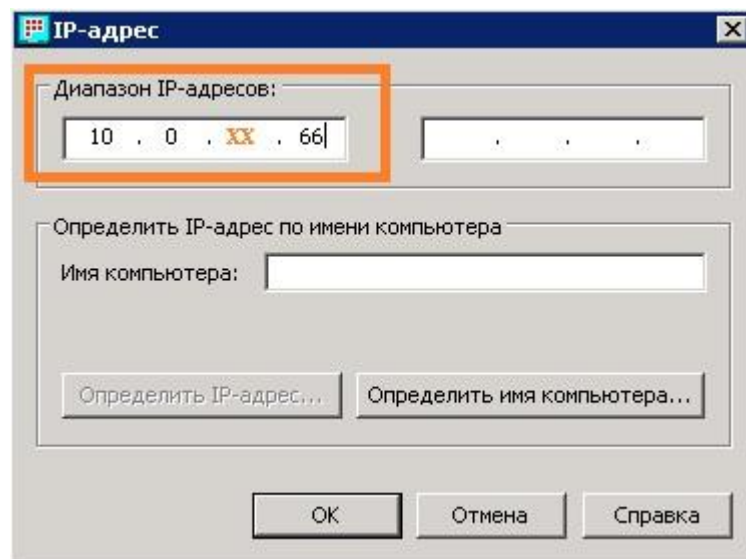 IP-адрес
Диапазон IP-адресов:
10 . 0 . XX . 66 . . .
Определить IP-адрес по имени компьютера
Имя компьютера:
Определить IP-адрес... Определить имя компьютера...
OK Отмена Справка